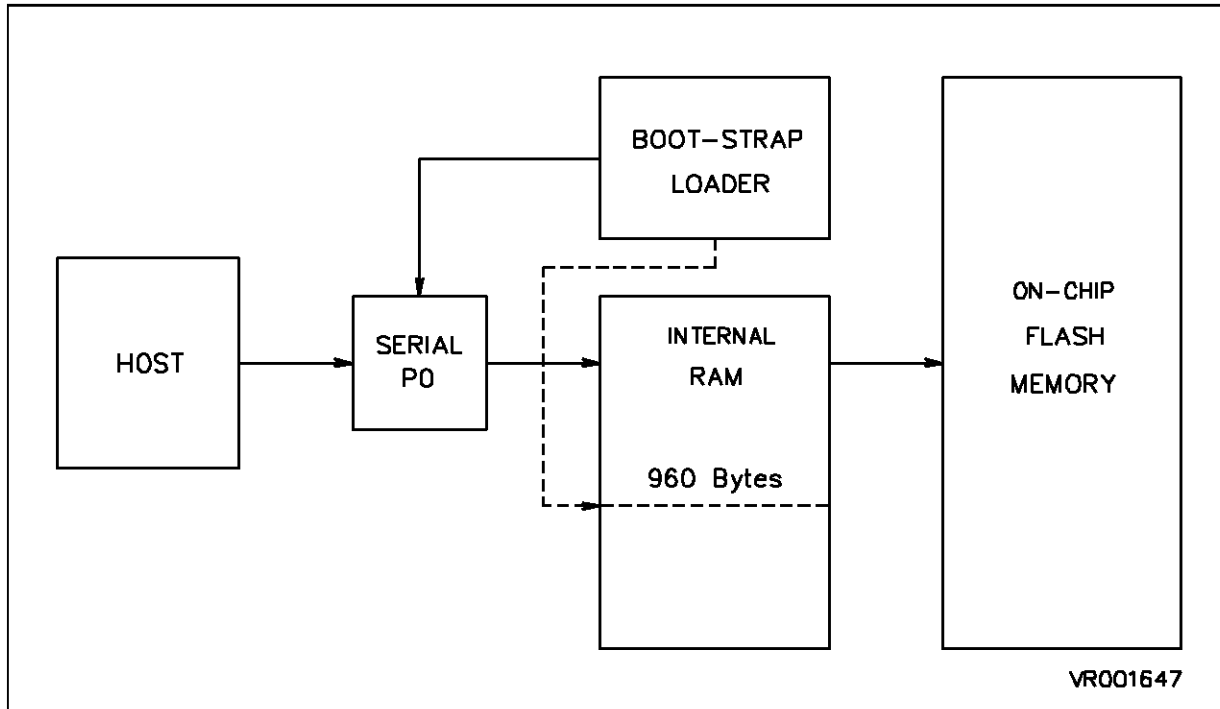 BOOT-STRAP
LOADER
HOST
SERIAL
P0
INTERNAL
RAM
960 Bytes
ON-CHIP
FLASH
MEMORY
VR001647